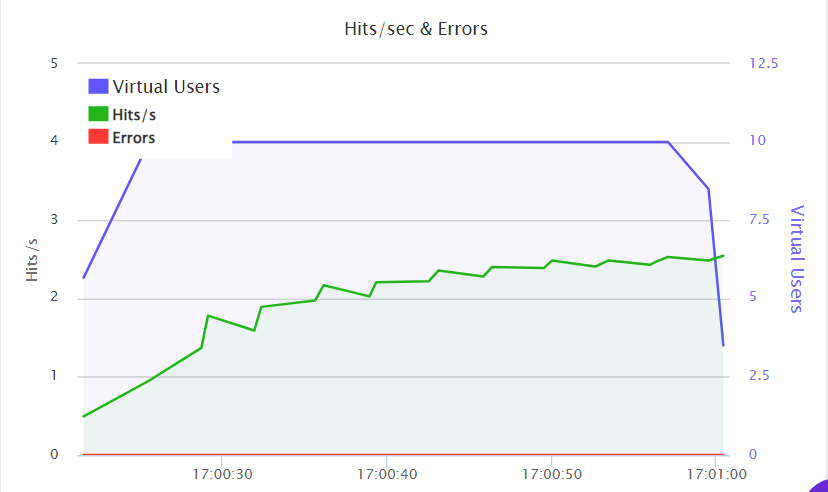 Hits/sec & Errors
5
12.5
Virtual Users
Hits/s
Errors
4
10
3
7.5
Hits/s
Virtual Users
2
5
1
2.5
0
0
17:00:30
17:00:40
17:00:50
17:01:00